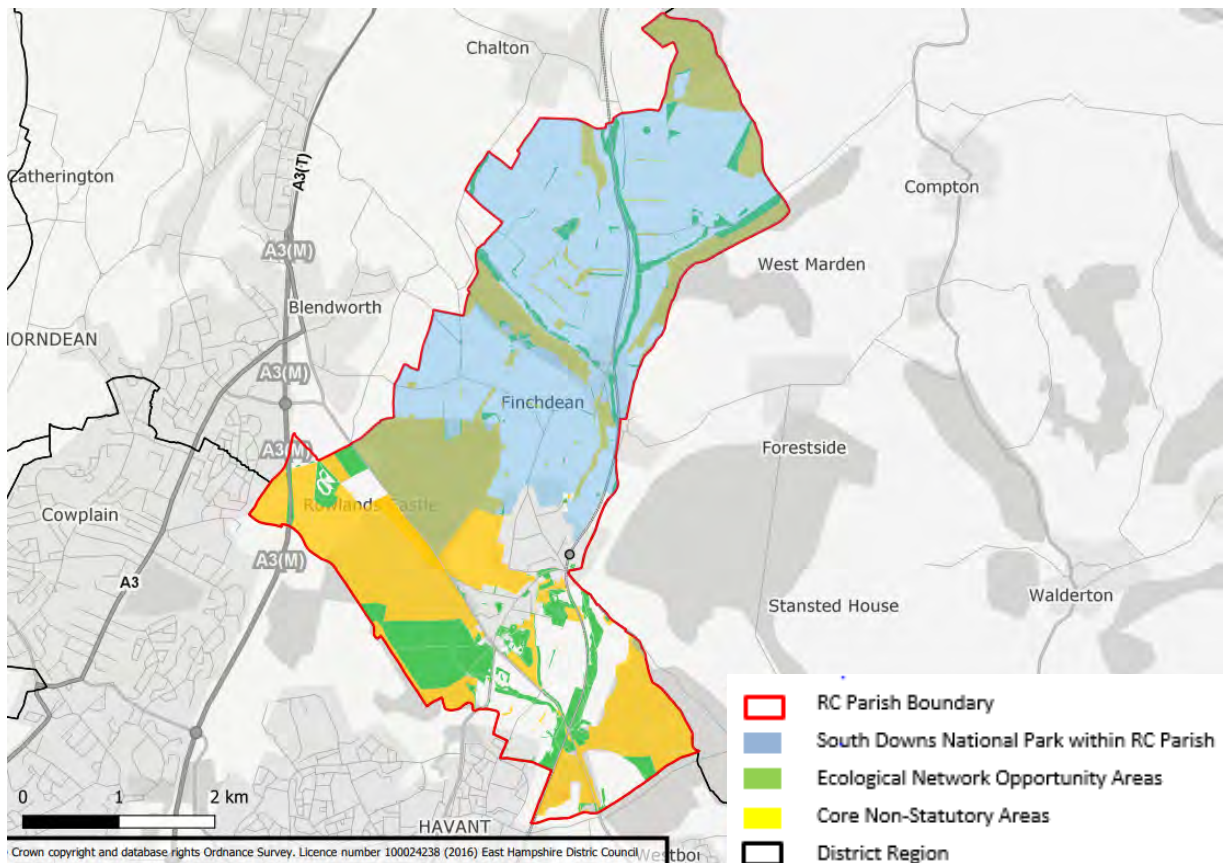 Chalton
Catherington
A3(T)
Compton
A3(M)
West Marden
Blendworth
HORNDEAN
A3(M)
Finchdean
A3(M)
Forestside
Rowlands Castle
Cowplain
A3(M)
A3
Stansted House
Walderton
RC Parish Boundary
South Downs National Park within RC Parish
Ecological Network Opportunity Areas
Core Non-Statutory Areas
District Region
0 1 2 km
HAVANT
Crown copyright and database rights Ordnance Survey. Licence number 100024238 (2016) East Hampshire Distric Council
Westbou